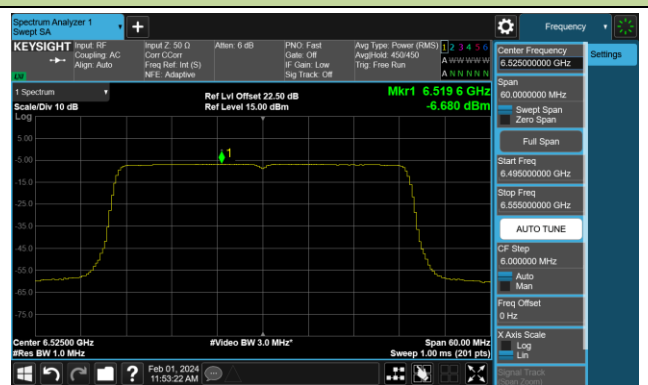 Spectrum Analyzer 1
Swept SA
Frequency
KEYSIGHT
Input: RF
Coupling: AC
Align: Auto
Input Z: 50 Ω
Corr CCorr
Freq Ref: Int (S)
NFE: Adaptive
Atten: 6 dB
PNO: Fast
Gate: Off
IF Gain: Low
Sig Track: Off
Avg Type: Power (RMS)
Avg|Hold: 450/450
Trig: Free Run
1 2 3 4 5 6
A W W W W W
A N N N N N
LW
1 Spectrum
Scale/Div 10 dB
Log
Ref Lvl Offset 22.50 dB
Ref Level 15.00 dBm
Mkr1 6.519 6 GHz
-6.680 dBm
5.00
-5.00
-15.0
-25.0
-35.0
-45.0
-55.0
-65.0
-75.0
1
Center 6.52500 GHz
#Res BW 1.0 MHz
#Video BW 3.0 MHz*
Span 60.00 MHz
Sweep 1.00 ms (201 pts)
Feb 01, 2024
11:53:22 AM
Center Frequency
6.525000000 GHz
Span
60.0000000 MHz
Swept Span
Zero Span
Full Span
Start Freq
6.495000000 GHz
Stop Freq
6.555000000 GHz
AUTO TUNE
CF Step
6.000000 MHz
Auto
Man
Freq Offset
0 Hz
X Axis Scale
Log
Lin
Signal Track
(Span Zoom)
Settings